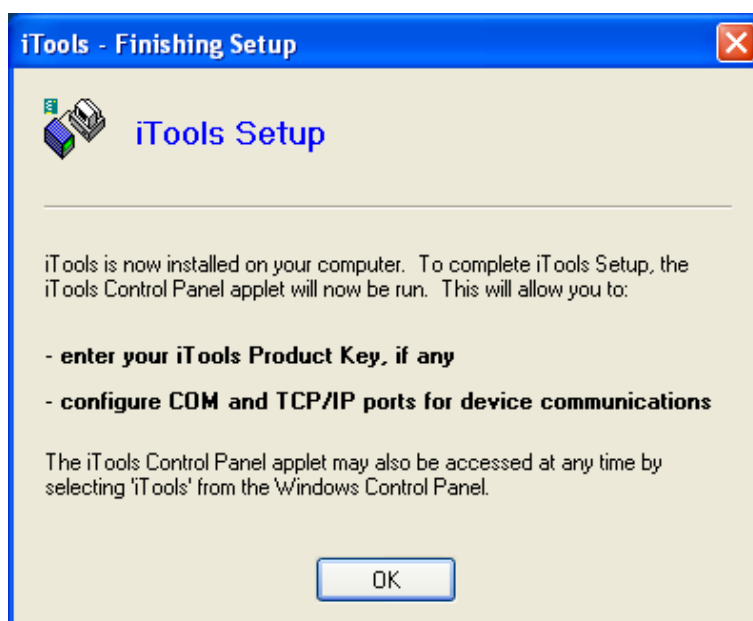 iTools - Finishing Setup
iTools Setup
iTools is now installed on your computer.  To complete iTools Setup, the
iTools Control Panel applet will now be run.  This will allow you to:
- enter your iTools Product Key, if any
- configure COM and TCP/IP ports for device communications
The iTools Control Panel applet may also be accessed at any time by
selecting 'iTools' from the Windows Control Panel.
OK